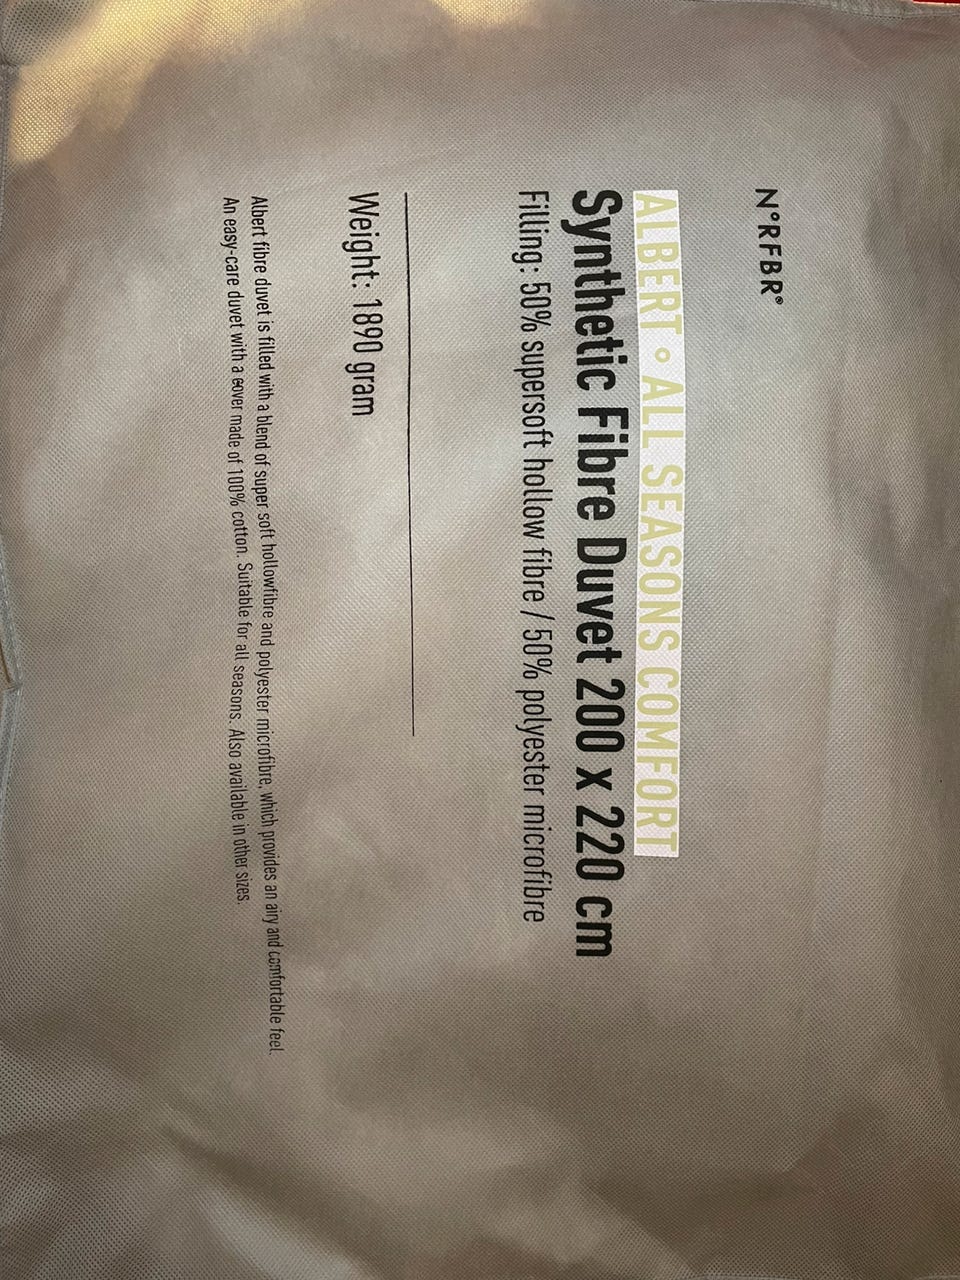 N°RFBR®
ALBERT ° ALL SEASONS COMFORT
Synthetic Fibre Duvet 200 x 220 cm
Filling: 50% supersoft hollow fibre / 50% polyester microfibre
Weight: 1890 gram
Albert fibre duvet is filled with a blend of super soft hollowfibre and polyester microfibre, which provides an airy and comfortable feel.
An easy-care duvet with a cover made of 100% cotton. Suitable for all seasons. Also available in other sizes.